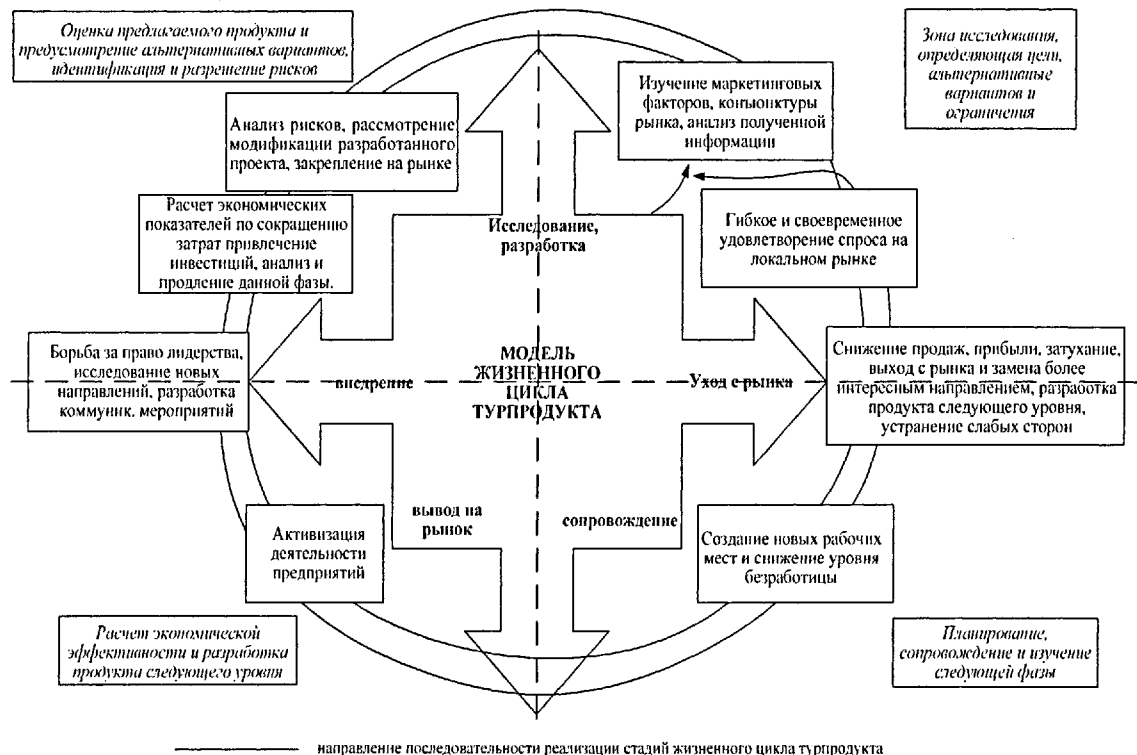 Оценка предлагаемого продукта и
предусмотрение альтернативных вариантов,
идентификация и разрешение рисков
Зона исследования,
определяющая цели,
альтернативные
вариантов и
ограничения
Изучение маркетинговых
факторов, конъюнктуры
рынка, анализ полученной
информации
Анализ рисков, рассмотрение
модификации разработанного
проекта, закрепление на рынке
Расчет экономических
показателей по сокращению
затрат привлечение
инвестиций, анализ и
продление данной фазы.
Исследование,
разработка
Гибкое и своевременное
удовлетворение спроса на
локальном рынке
Борьба за право лидерства,
исследование новых
направлений, разработка
коммуник. мероприятий
внедрение
МОДЕЛЬ
ЖИЗНЕННОГО
ЦИКЛА
ТУРПРОДУКТА
Уход с рынка
Снижение продаж, прибыли, затухание,
выход с рынка и замена более
интересным направлением, разработка
продукта следующего уровня,
устранение слабых сторон
вывод на
рынок
сопровождение
Активизация
деятельности
предприятий
Создание новых рабочих
мест и снижение уровня
безработицы
Расчет экономической
эффективности и разработка
продукта следующего уровня
Планирование,
сопровождение и изучение
следующей фазы
направление последовательности реализации стадий жизненного цикла турпродукта